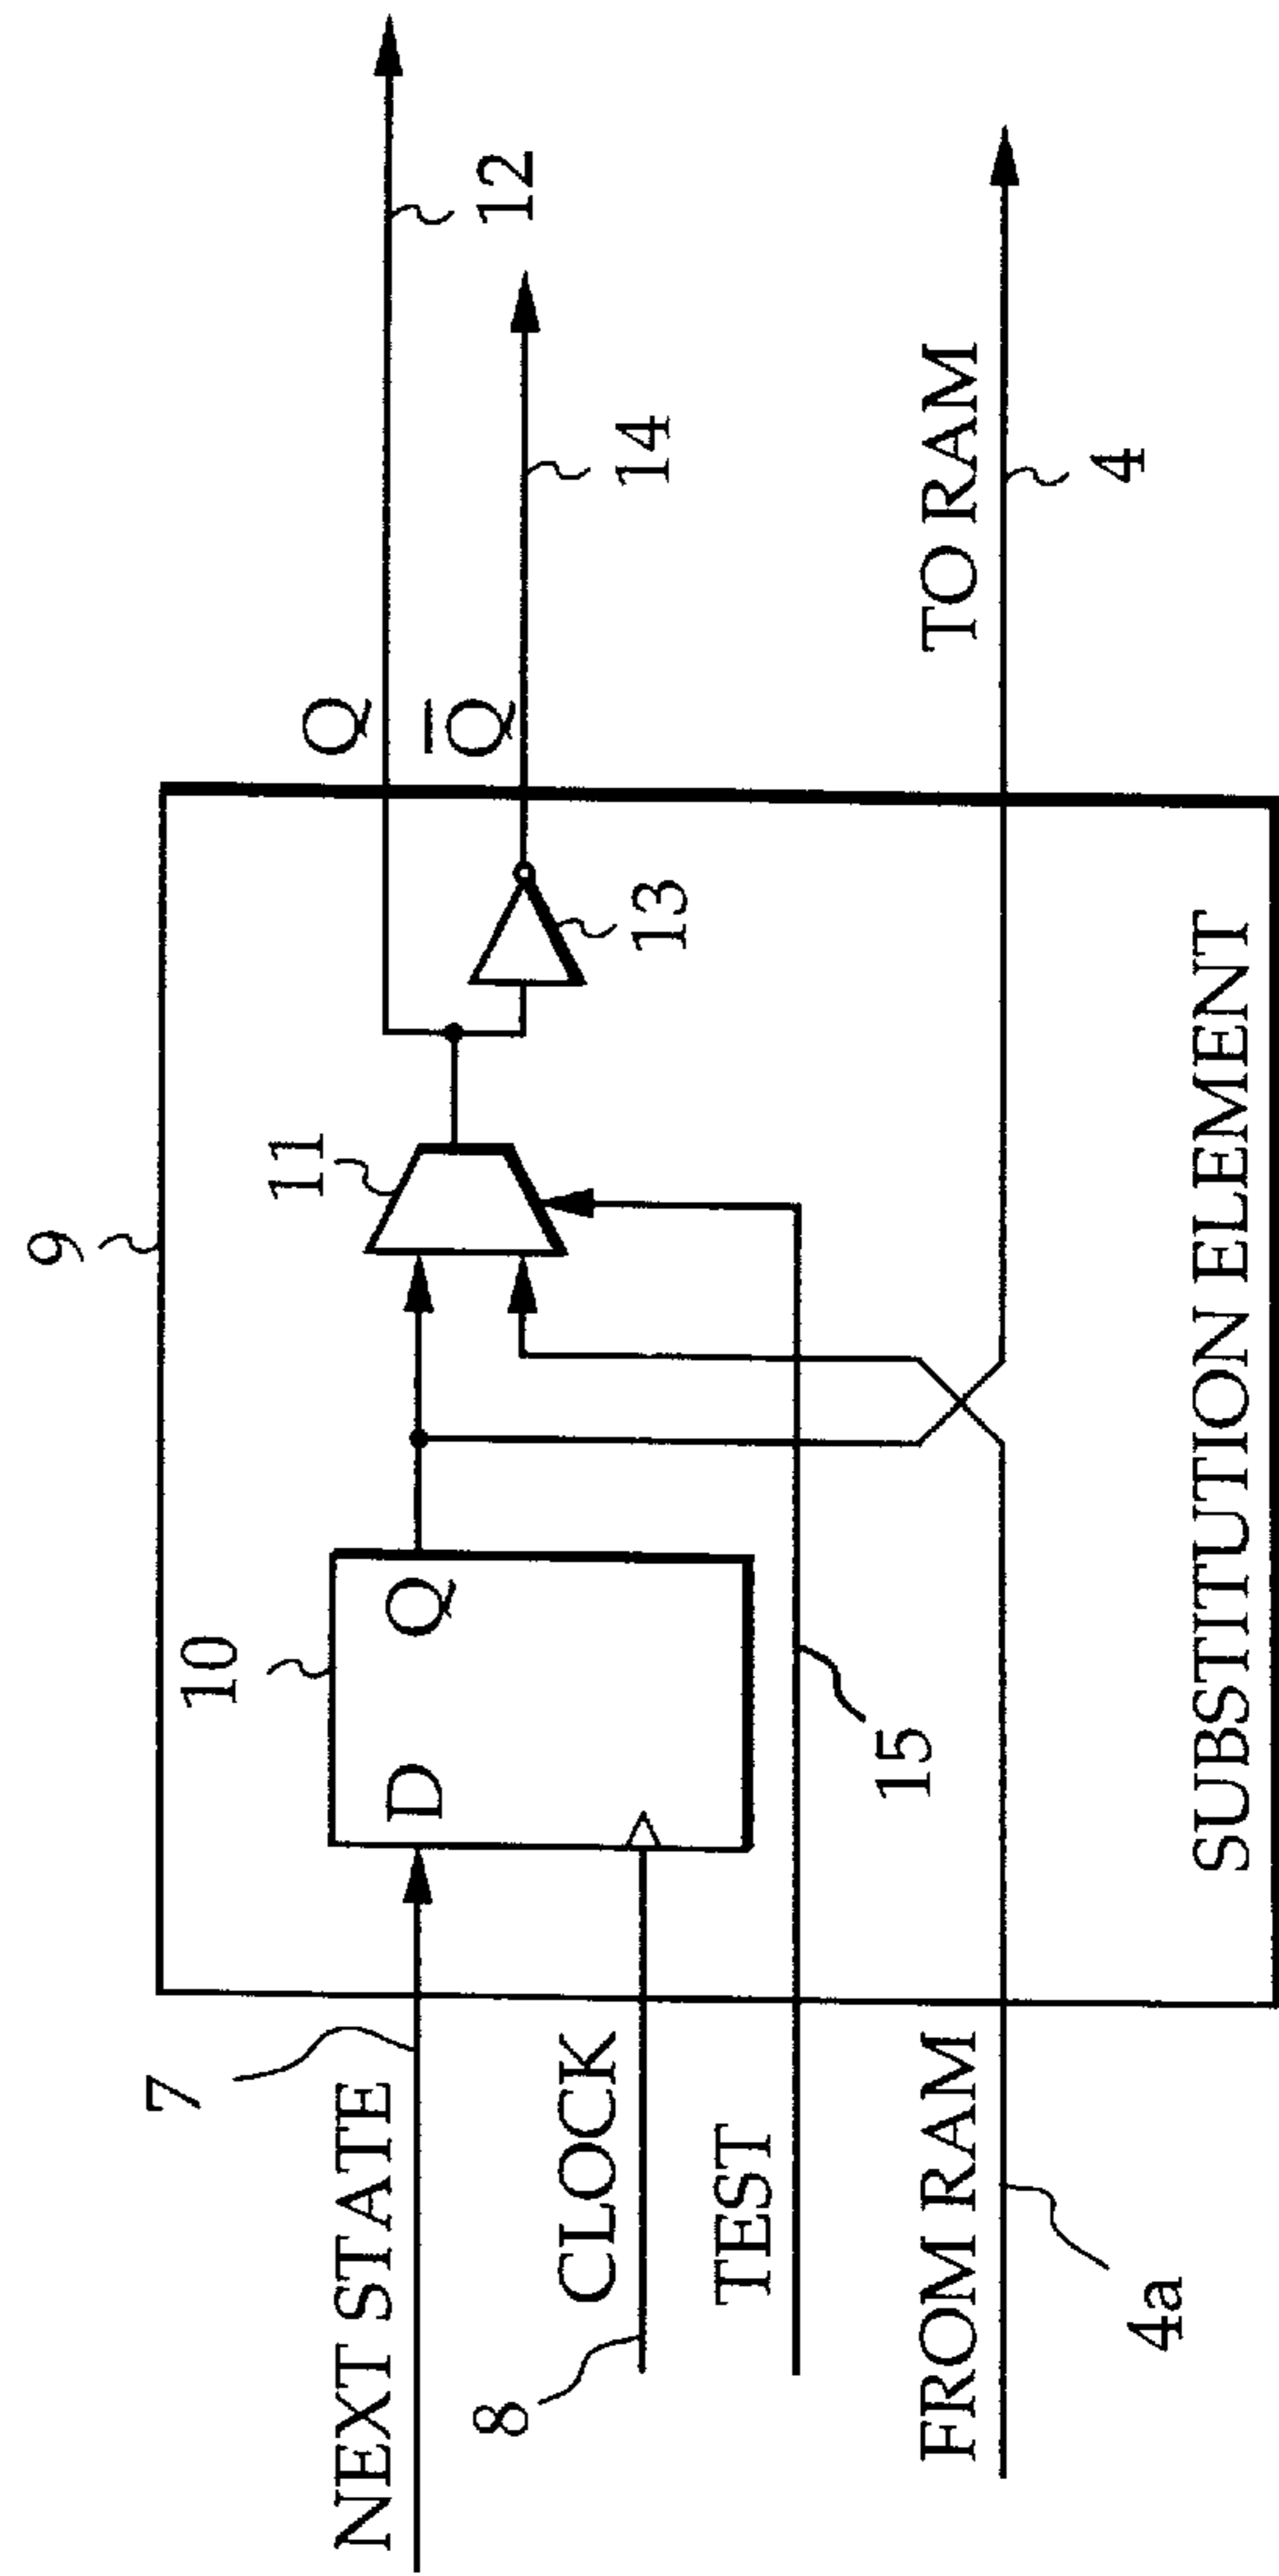 9
12
Q
11
10
Q̅
14
13
7
NEXT STATE
D
Q
8
CLOCK
TEST
15
TO RAM
4
FROM RAM
4a
SUBSTITUTION ELEMENT